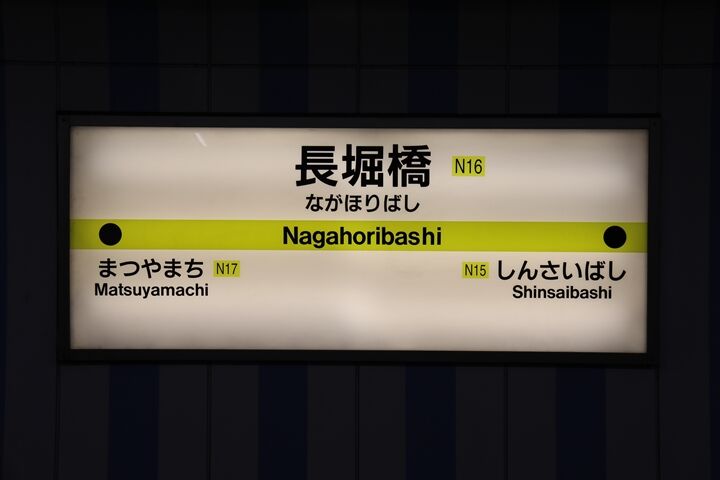 長堀橋 N16
ながほりばし
Nagahoribashi
まつやまち N17
Matsuyamachi
N15 しんさいばし
Shinsaibashi